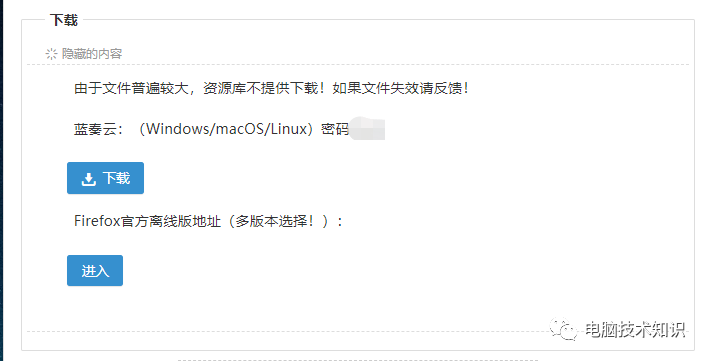 下载
隐藏的内容
由于文件普遍较大，资源库不提供下载！如果文件失效请反馈！
蓝奏云：（Windows/macOS/Linux）密码
下载
Firefox官方离线版地址（多版本选择！）：
进入
电脑技术知识